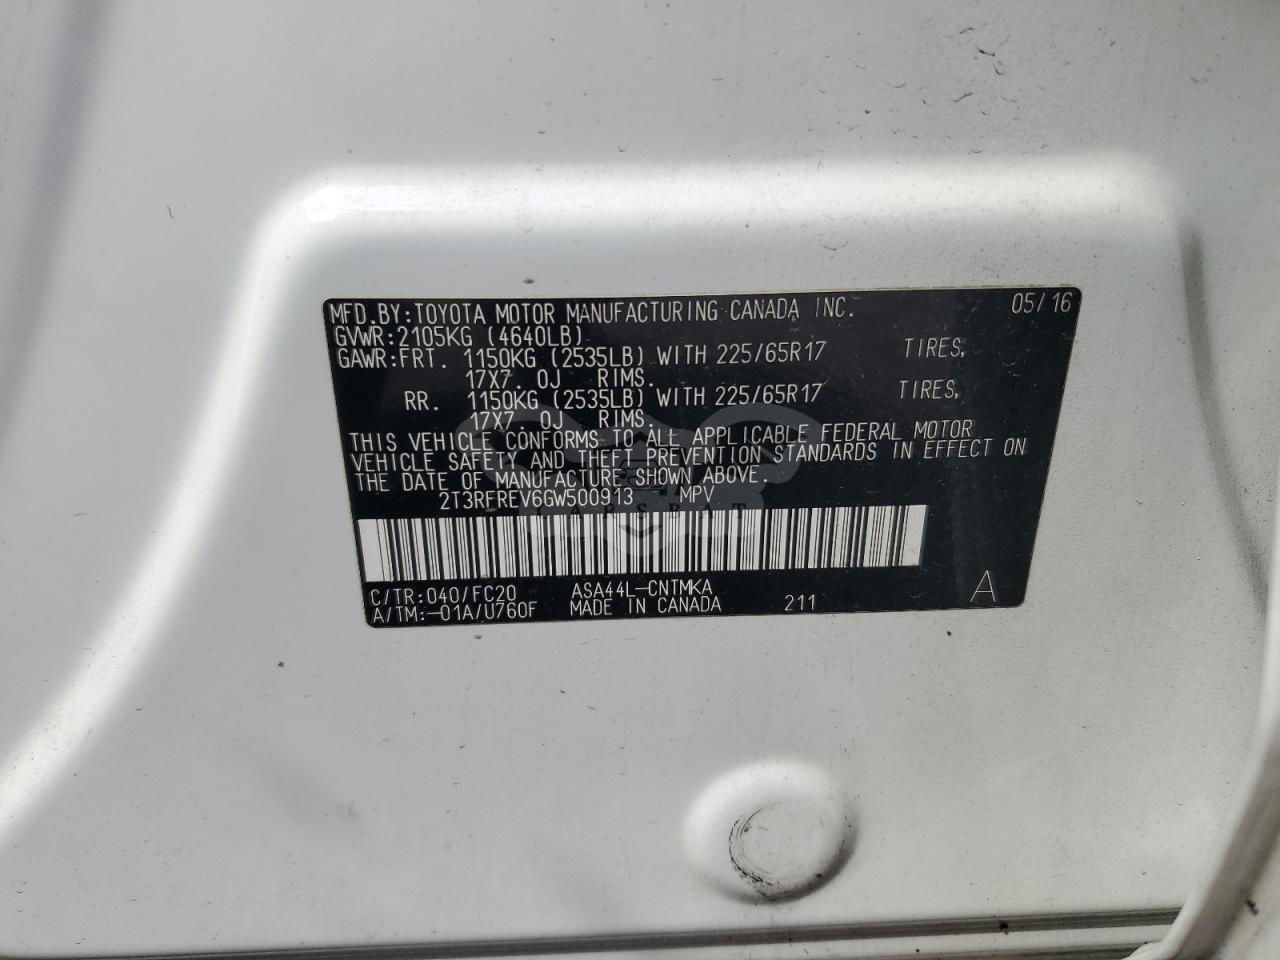 MFD.BY:TOYOTA MOTOR MANUFACTURING CANADA INC. 05/16
GVWR:2105KG (4640LB)
GAWR:FRT. 1150KG (2535LB) WITH 225/65R17 TIRES,
17X7.0J RIMS.
RR. 1150KG (2535LB) WITH 225/65R17 TIRES,
17X7.0J RIMS.
THIS VEHICLE CONFORMS TO ALL APPLICABLE FEDERAL MOTOR
VEHICLE SAFETY AND THEFT PREVENTION STANDARDS IN EFFECT ON
THE DATE OF MANUFACTURE SHOWN ABOVE.
2T3RFREV6GW500913 MPV
CARSBAT
C/TR:040/FC20 ASA44L-CNTMKA
A/TM:-01A/U760F MADE IN CANADA 211 A